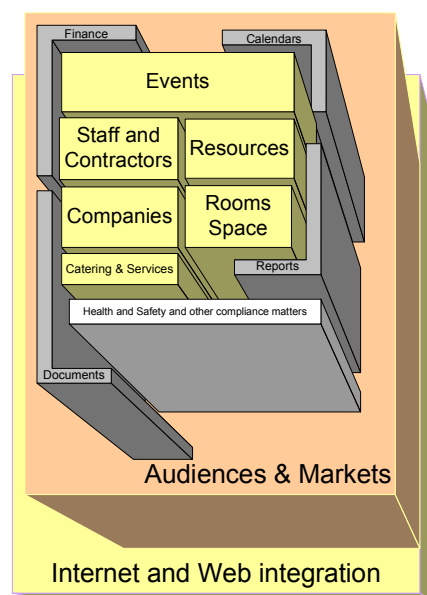 Finance
Calendars
Events
Staff and
Contractors
Resources
Companies
Rooms
Space
Catering & Services
Reports
Health and Safety and other compliance matters
Documents
Audiences & Markets
Internet and Web integration